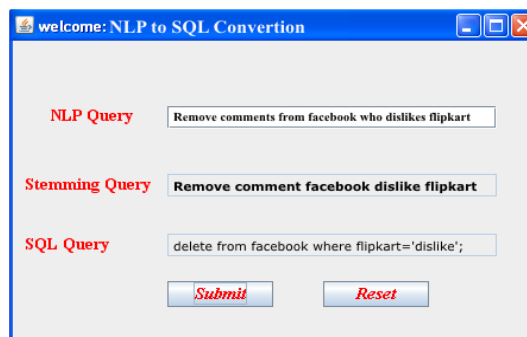 welcome: NLP to SQL Convertion
NLP Query Remove comments from facebook who dislikes flipkart
Stemming Query Remove comment facebook dislike flipkart
SQL Query delete from facebook where flipkart='dislike';
Submit Reset